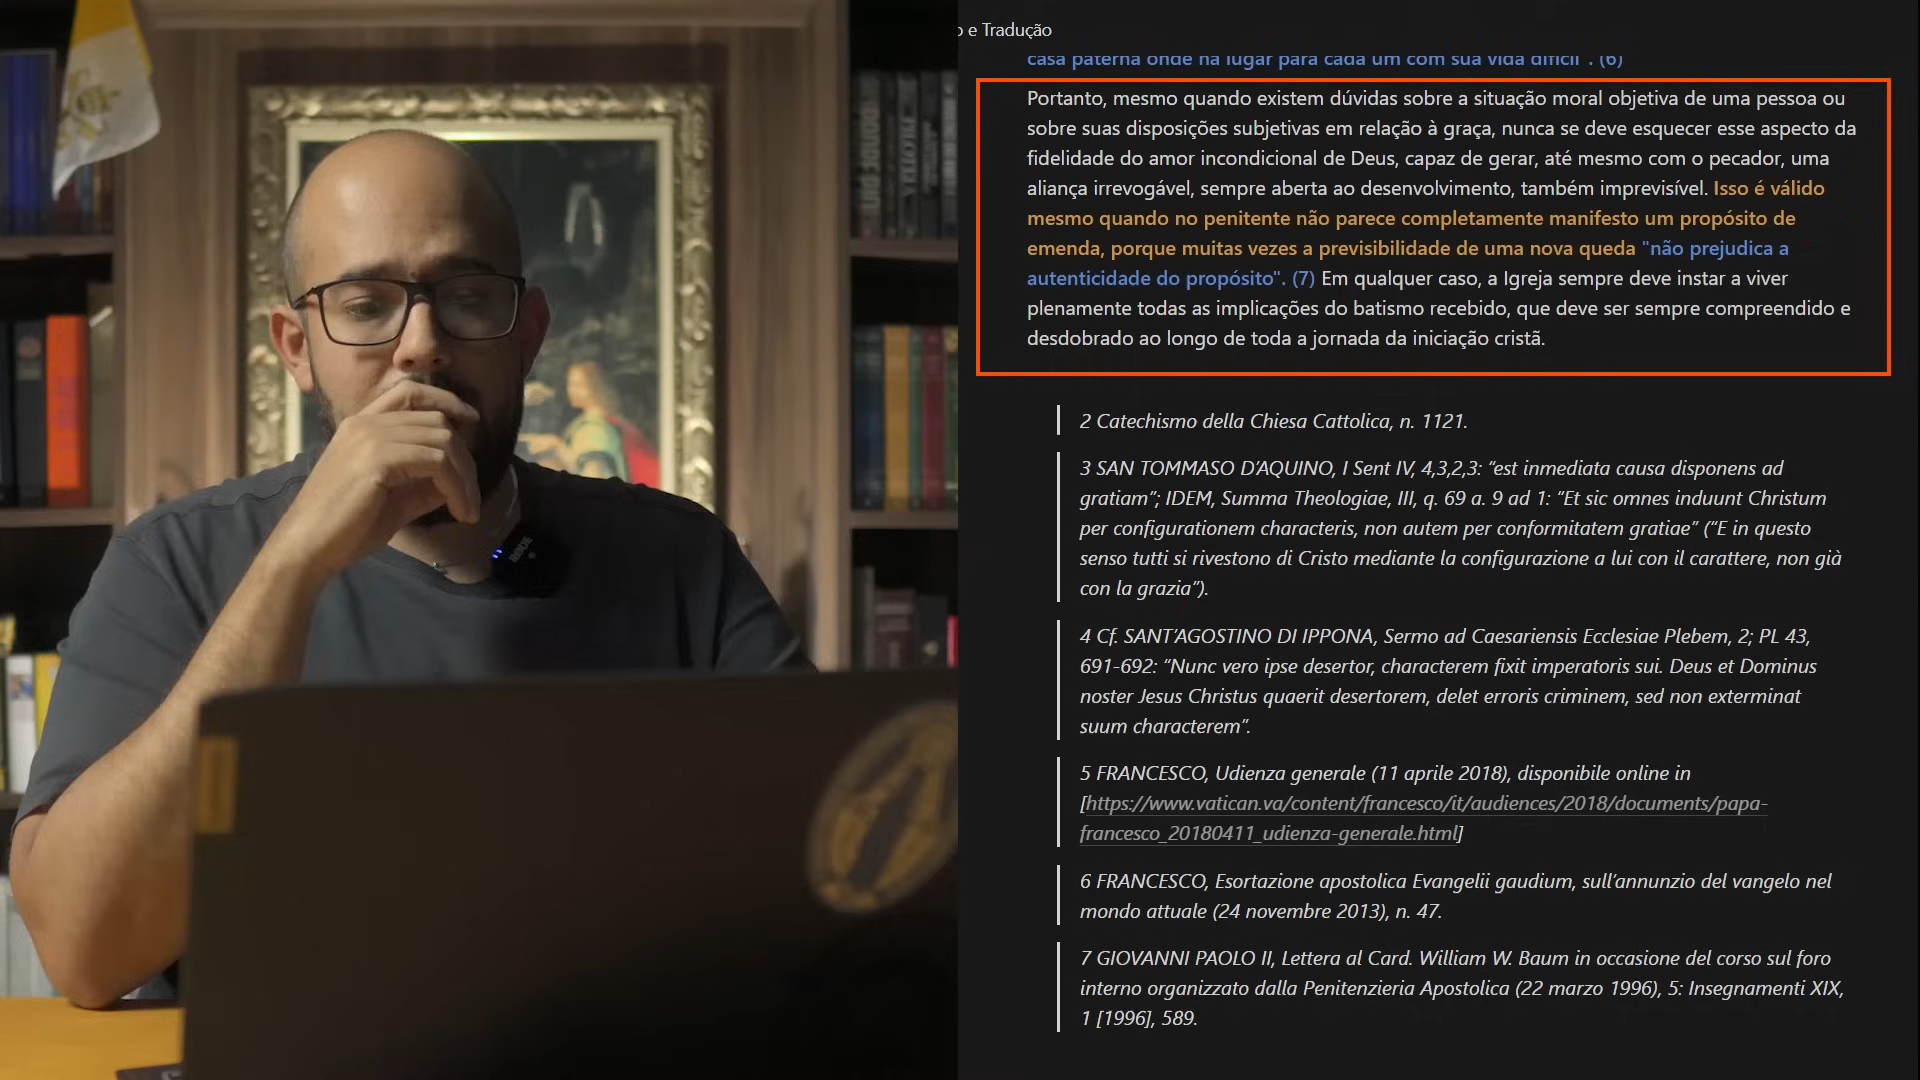 o e Tradução
casa paterna onde há lugar para cada um com sua vida difícil". (6)
Portanto, mesmo quando existem dúvidas sobre a situação moral objetiva de uma pessoa ou
sobre suas disposições subjetivas em relação à graça, nunca se deve esquecer esse aspecto da
fidelidade do amor incondicional de Deus, capaz de gerar, até mesmo com o pecador, uma
aliança irrevogável, sempre aberta ao desenvolvimento, também imprevisível. Isso é válido
mesmo quando no penitente não parece completamente manifesto um propósito de
emenda, porque muitas vezes a previsibilidade de uma nova queda "não prejudica a
autenticidade do propósito". (7) Em qualquer caso, a Igreja sempre deve instar a viver
plenamente todas as implicações do batismo recebido, que deve ser sempre compreendido e
desdobrado ao longo de toda a jornada da iniciação cristã.
2 Catechismo della Chiesa Cattolica, n. 1121.
3 SAN TOMMASO D'AQUINO, I Sent IV, 4,3,2,3: “est inmediata causa disponens ad
gratiam”; IDEM, Summa Theologiae, III, q. 69 a. 9 ad 1: “Et sic omnes induunt Christum
per configurationem characteris, non autem per conformitatem gratiae” (“E in questo
senso tutti si rivestono di Cristo mediante la configurazione a lui con il carattere, non già
con la grazia”).
4 Cf. SANT'AGOSTINO DI IPPONA, Sermo ad Caesariensis Ecclesiae Plebem, 2; PL 43,
691-692: “Nunc vero ipse desertor, characterem fixit imperatoris sui. Deus et Dominus
noster Jesus Christus quaerit desertorem, delet erroris criminem, sed non exterminat
suum characterem”.
5 FRANCESCO, Udienza generale (11 aprile 2018), disponibile online in
[https://www.vatican.va/content/francesco/it/audiences/2018/documents/papa-
francesco_20180411_udienza-generale.html]
6 FRANCESCO, Esortazione apostolica Evangelii gaudium, sull'annunzio del vangelo nel
mondo attuale (24 novembre 2013), n. 47.
7 GIOVANNI PAOLO II, Lettera al Card. William W. Baum in occasione del corso sul foro
interno organizzato dalla Penitenzieria Apostolica (22 marzo 1996), 5: Insegnamenti XIX,
1 [1996], 589.
RODE